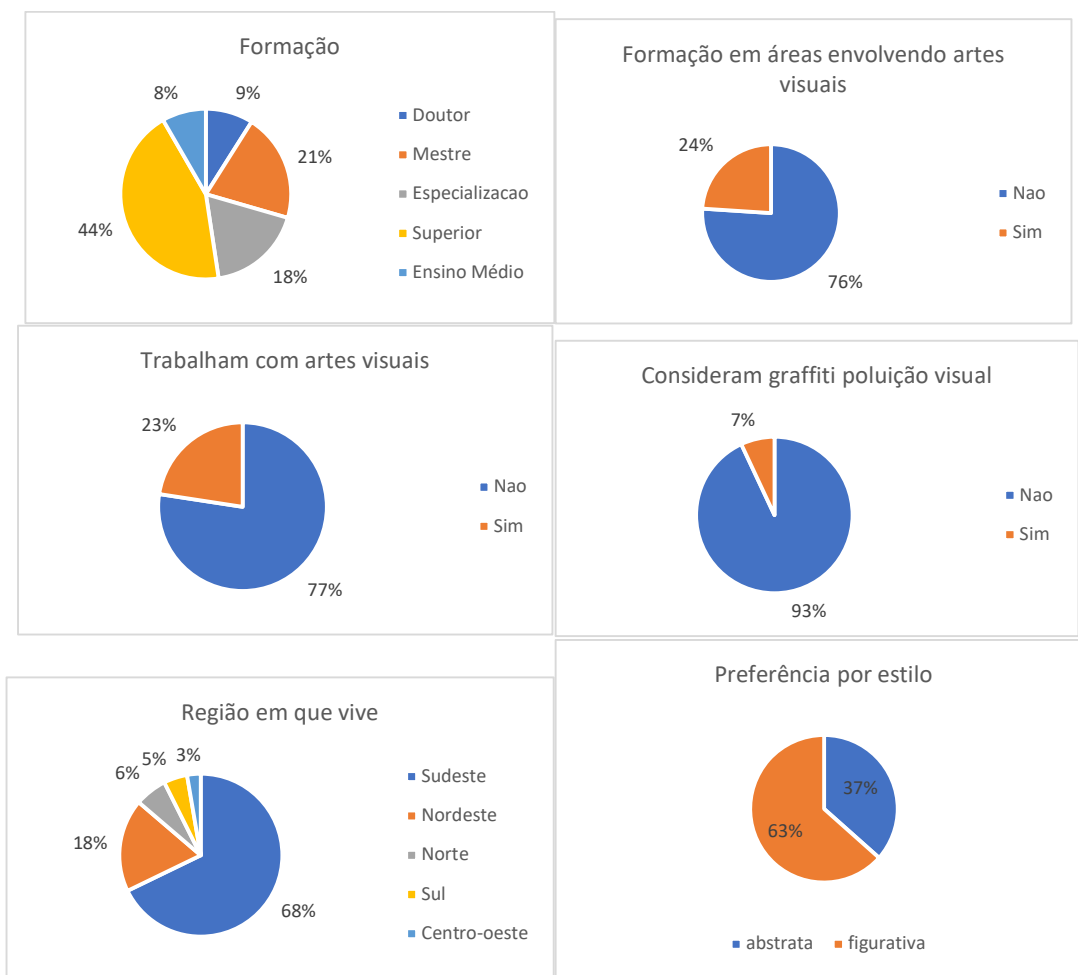 Formação
8%
9%
21%
44%
18%
Doutor
Mestre
Especializacao
Superior
Ensino Médio
Formação em áreas envolvendo artes
visuais
24%
76%
Nao
Sim
Trabalham com artes visuais
23%
77%
Nao
Sim
Consideram graffiti poluição visual
7%
93%
Nao
Sim
Região em que vive
3%
5%
6%
18%
68%
Sudeste
Nordeste
Norte
Sul
Centro-oeste
Preferência por estilo
37%
63%
abstrata figurativa